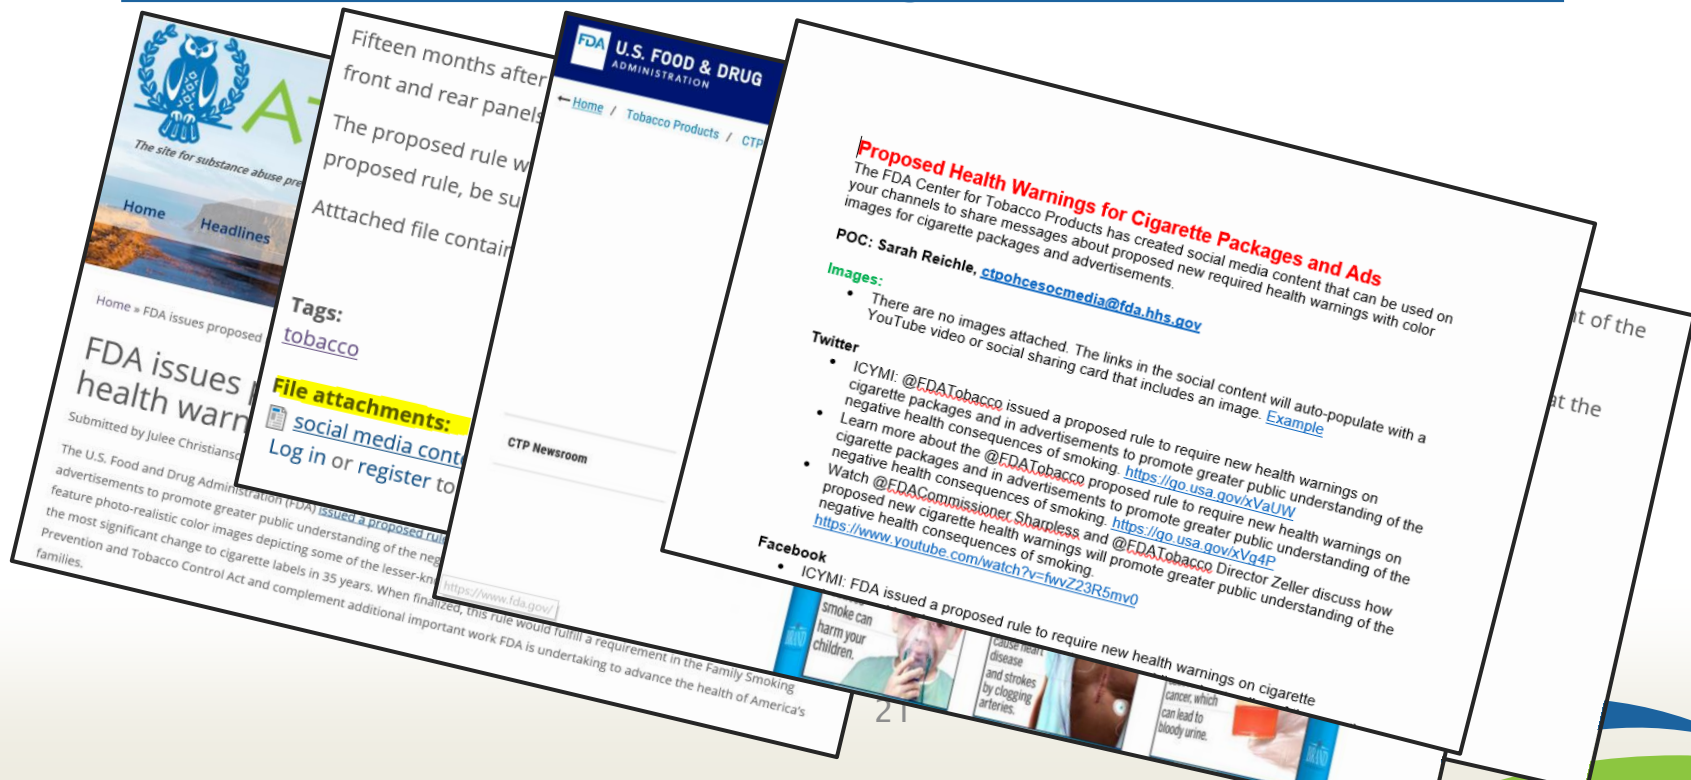 A
The site for substance abuse pre
Home
Headlines
Home » FDA issues proposed
FDA issues
health warn
Submitted by Julee Christianso
The U.S. Food and Drug Administration (FDA) issued a proposed rule
advertisements to promote greater public understanding of the neg
feature photo-realistic color images depicting some of the lesser-kn
the most significant change to cigarette labels in 35 years. When finalized, this rule would fulfill a requirement in the Family Smoking
Prevention and Tobacco Control Act and complement additional important work FDA is undertaking to advance the health of America's
families.
Fifteen months after
front and rear panels
The proposed rule w
proposed rule, be su
Atttached file contain
Tags:
tobacco
File attachments:
social media conte
Log in or register to
FDA U.S. FOOD & DRUG
ADMINISTRATION
←Home / Tobacco Products / CTP
CTP Newsroom
https://www.fda.gov/
Proposed Health Warnings for Cigarette Packages and Ads
The FDA Center for Tobacco Products has created social media content that can be used on
your channels to share messages about proposed new required health warnings with color
images for cigarette packages and advertisements.
POC: Sarah Reichle, ctpohcesocmedia@fda.hhs.gov
Images:
• There are no images attached. The links in the social content will auto-populate with a
YouTube video or social sharing card that includes an image. Example
Twitter
• ICYMI: @FDATobacco issued a proposed rule to require new health warnings on
cigarette packages and in advertisements to promote greater public understanding of the
negative health consequences of smoking. https://go.usa.gov/xVaUW
• Learn more about the @FDATobacco proposed rule to require new health warnings on
cigarette packages and in advertisements to promote greater public understanding of the
negative health consequences of smoking. https://go.usa.gov/xVq4P
• Watch @FDACommissioner Sharpless and @FDATobacco Director Zeller discuss how
proposed new cigarette health warnings will promote greater public understanding of the
negative health consequences of smoking.
https://www.youtube.com/watch?v=fwvZ23R5mv0
Facebook
• ICYMI: FDA issued a proposed rule to require new health warnings on cigarette
nt of the
at the
BRAND
smoke can
harm your
children.
cause heart
disease
and strokes
by clogging
arteries.
cancer, which
can lead to
bloody urine.
BRAND
21